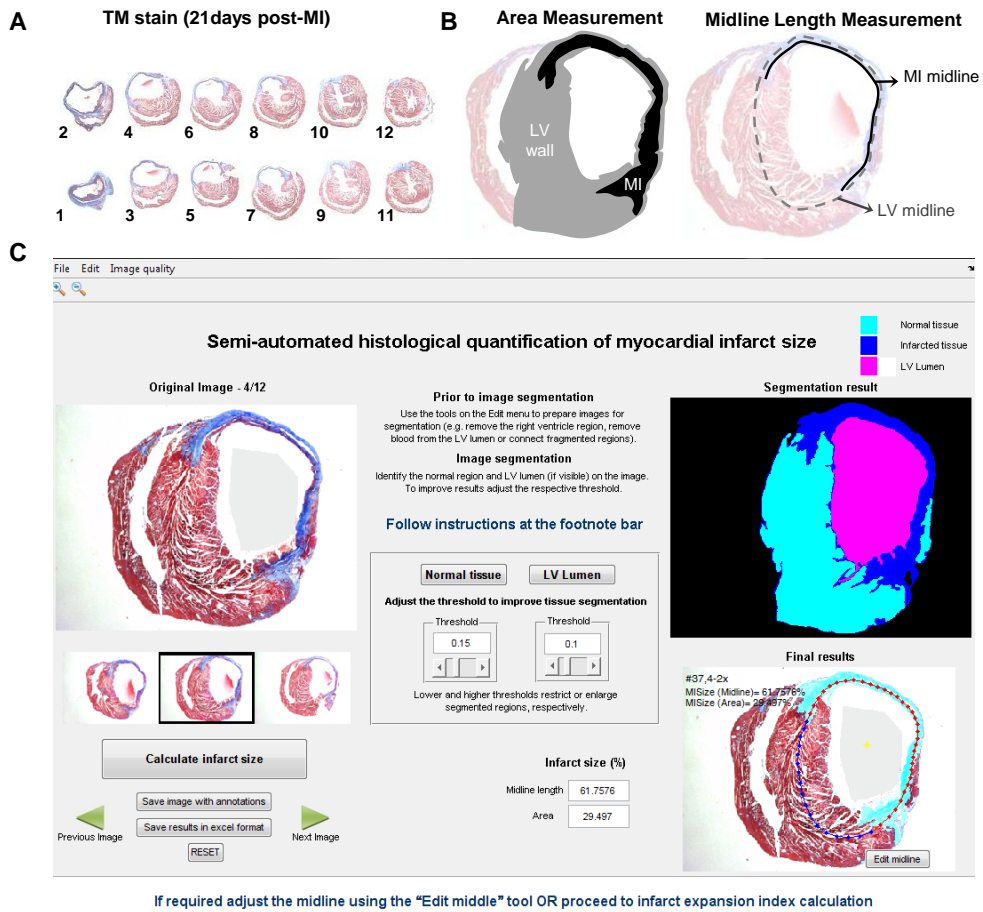 A
TM stain (21days post-MI)
2
4
6
8
10
12
1
3
5
7
9
11
B
Area Measurement
LV
wall
MI
Midline Length Measurement
MI midline
LV midline
C
File Edit Image quality
Semi-automated histological quantification of myocardial infarct size
Normal tissue
Infarcted tissue
LV Lumen
Original Image - 4/12
Prior to image segmentation
Use the tools on the Edit menu to prepare images for
segmentation (e.g. remove the right ventricle region, remove
blood from the LV lumen or connect fragmented regions).
Image segmentation
Identify the normal region and LV lumen (if visible) on the image.
To improve results adjust the respective threshold.
Follow instructions at the footnote bar
Normal tissue
LV Lumen
Adjust the threshold to improve tissue segmentation
Threshold
0.15
Threshold
0.1
Lower and higher thresholds restrict or enlarge
segmented regions, respectively.
Segmentation result
Calculate infarct size
Save image with annotations
Save results in excel format
RESET
Previous Image
Next Image
Infarct size (%)
Midline length 61.7576
Area 29.497
Final results
#37,4-2x
MISize (Midline)= 61.7576%
MISize (Area)= 29.497%
Edit midline
If required adjust the midline using the “Edit middle” tool OR proceed to infarct expansion index calculation